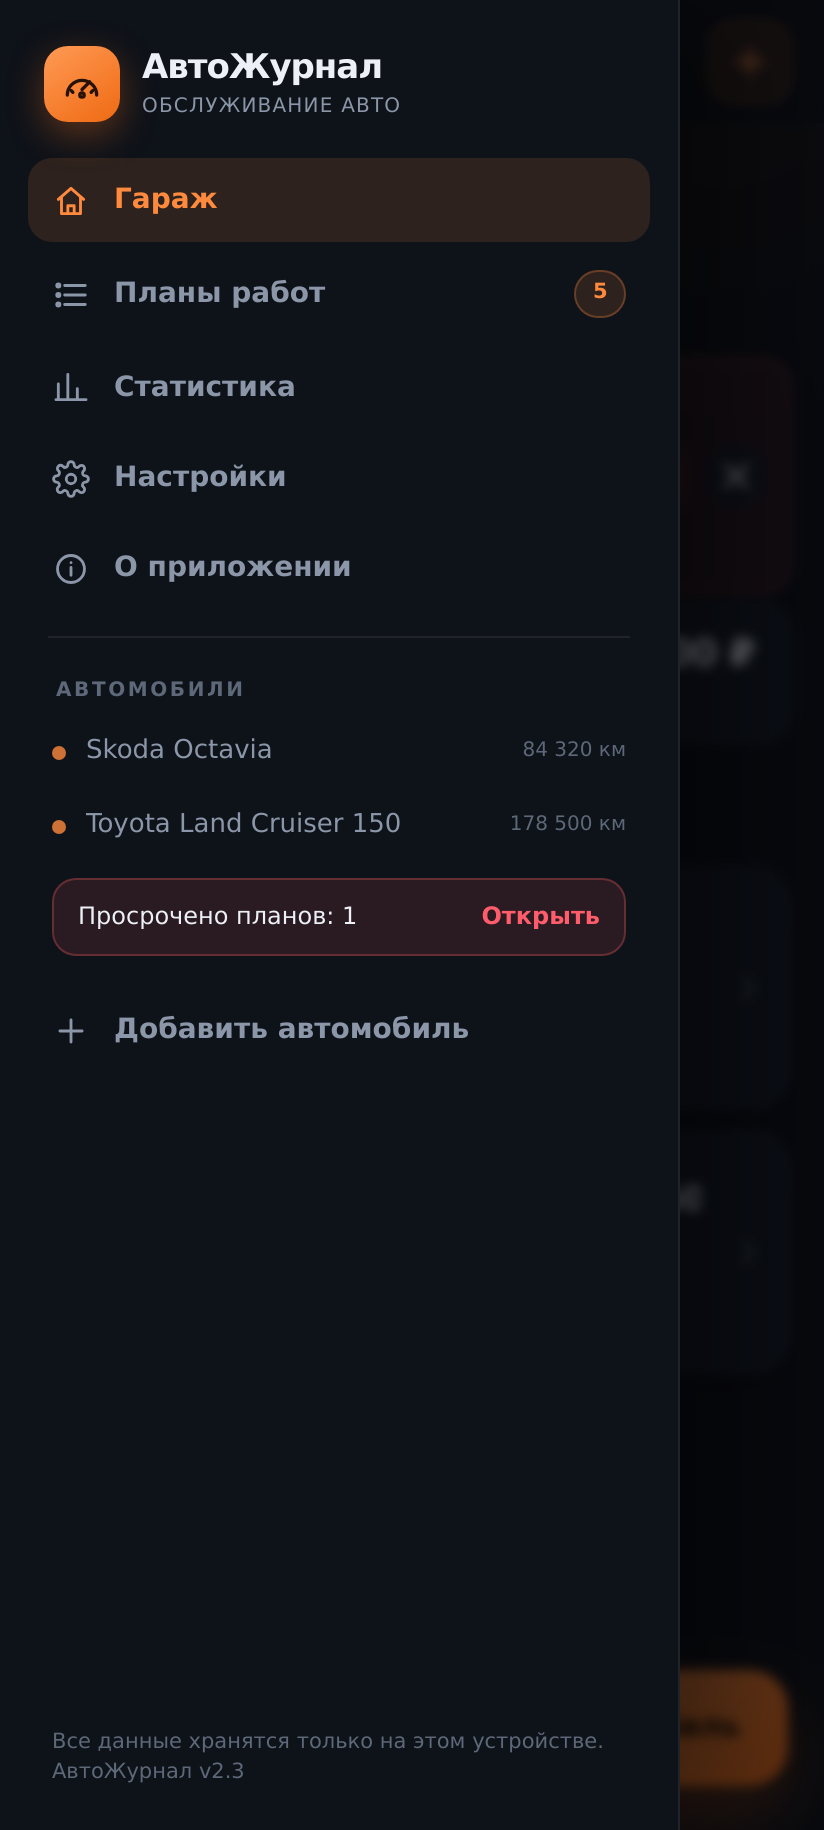 АвтоЖурнал
ОБСЛУЖИВАНИЕ АВТО
Гараж
Планы работ 5
Статистика
Настройки
О приложении
АВТОМОБИЛИ
Skoda Octavia 84 320 км
Toyota Land Cruiser 150 178 500 км
Просрочено планов: 1 Открыть
Добавить автомобиль
00 ₽
Все данные хранятся только на этом устройстве.
АвтоЖурнал v2.3